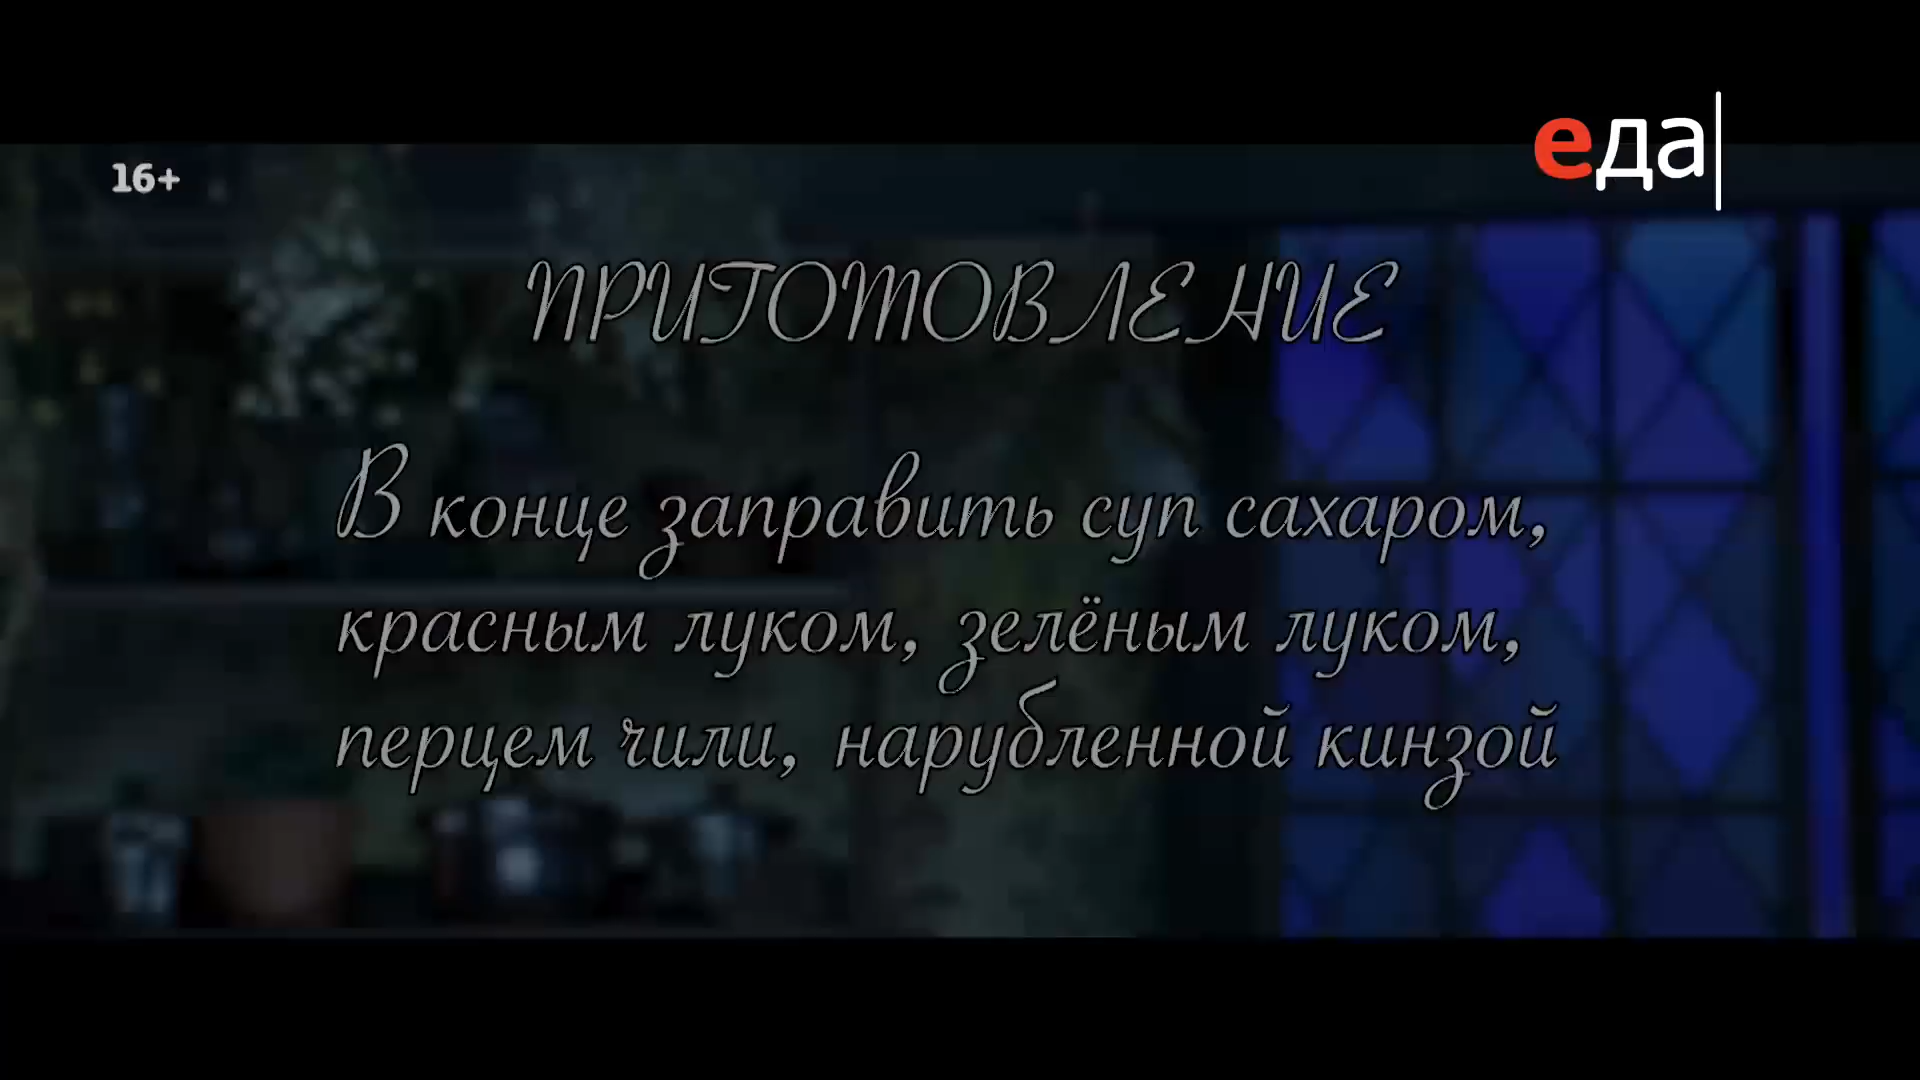 еда
16+
ПРИГОТОВЛЕНИЕ
В конце заправить суп сахаром,
красным луком, зелёным луком,
перцем чили, нарубленной кинзой